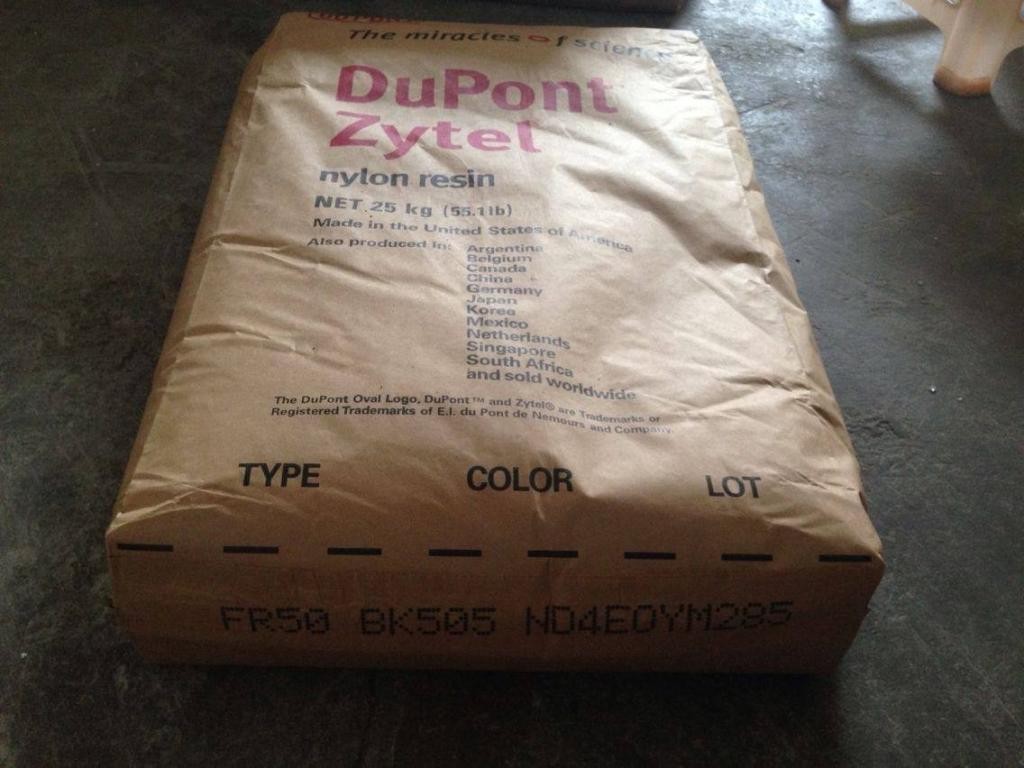 The miracles of science
DuPont
Zytel
nylon resin
NET 25 kg (55.1lb)
Made in the United States of America
Also produced in: Argentina
Belgium
Canada
China
Germany
Japan
Korea
Mexico
Netherlands
Singapore
South Africa
and sold worldwide
The DuPont Oval Logo, DuPont™ and Zytel® are Trademarks or
Registered Trademarks of E.I. du Pont de Nemours and Company.
TYPE COLOR LOT
FR50 BK505 ND4E0YM285